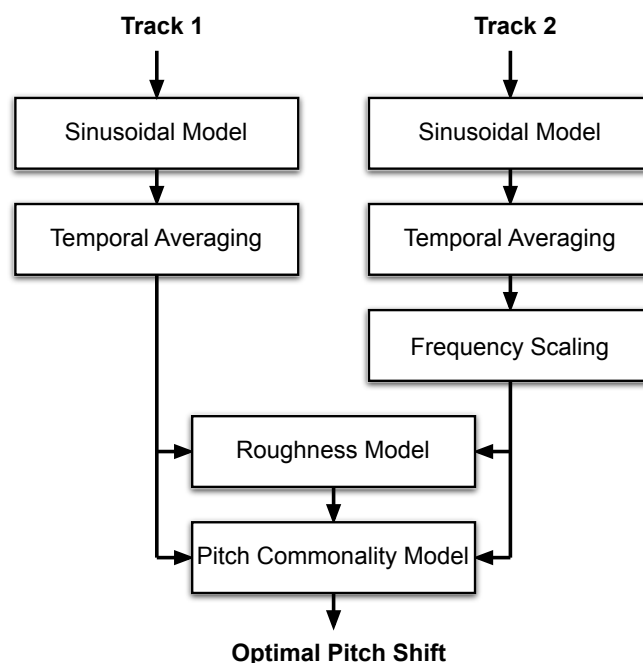 Track 1
Track 2
Sinusoidal Model
Sinusoidal Model
Temporal Averaging
Temporal Averaging
Frequency Scaling
Roughness Model
Pitch Commonality Model
Optimal Pitch Shift